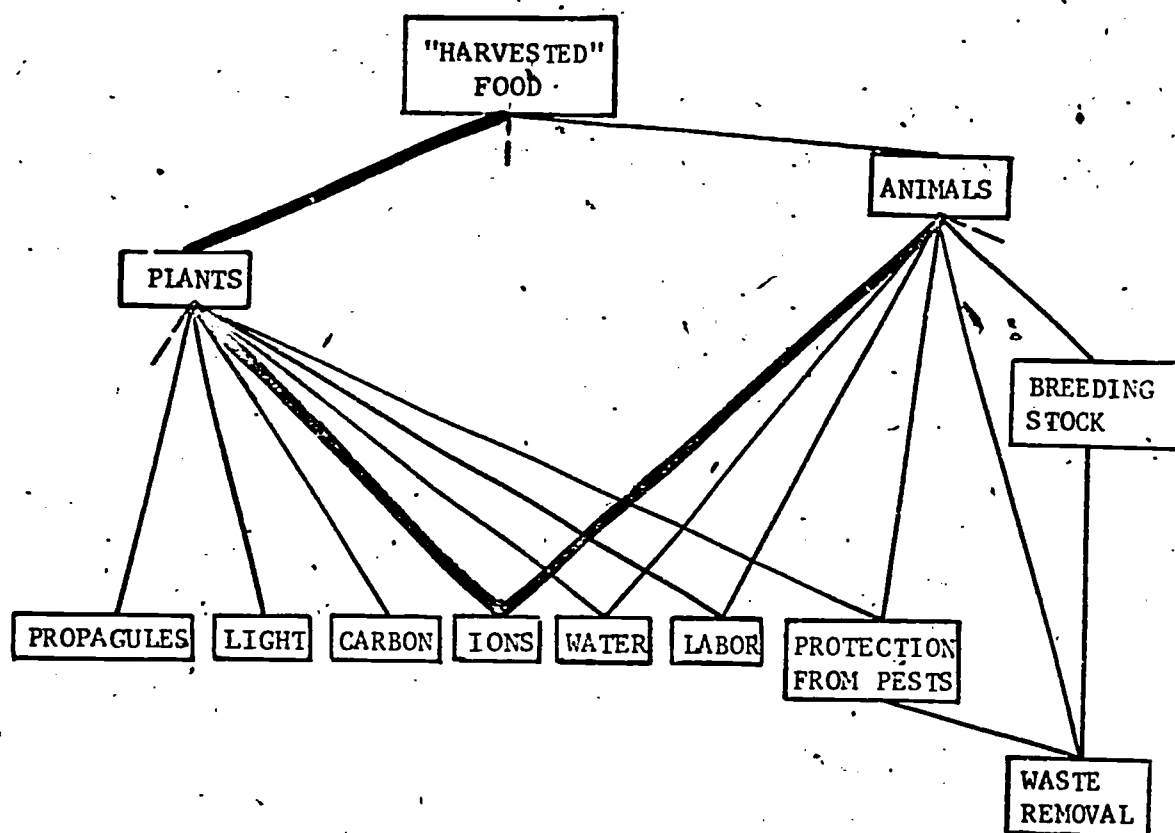 "HARVESTED"
FOOD
ANIMALS
PLANTS
BREEDING
STOCK
PROPAGULES
LIGHT
CARBON
IONS
WATER
LABOR
PROTECTION
FROM PESTS
WASTE
REMOVAL